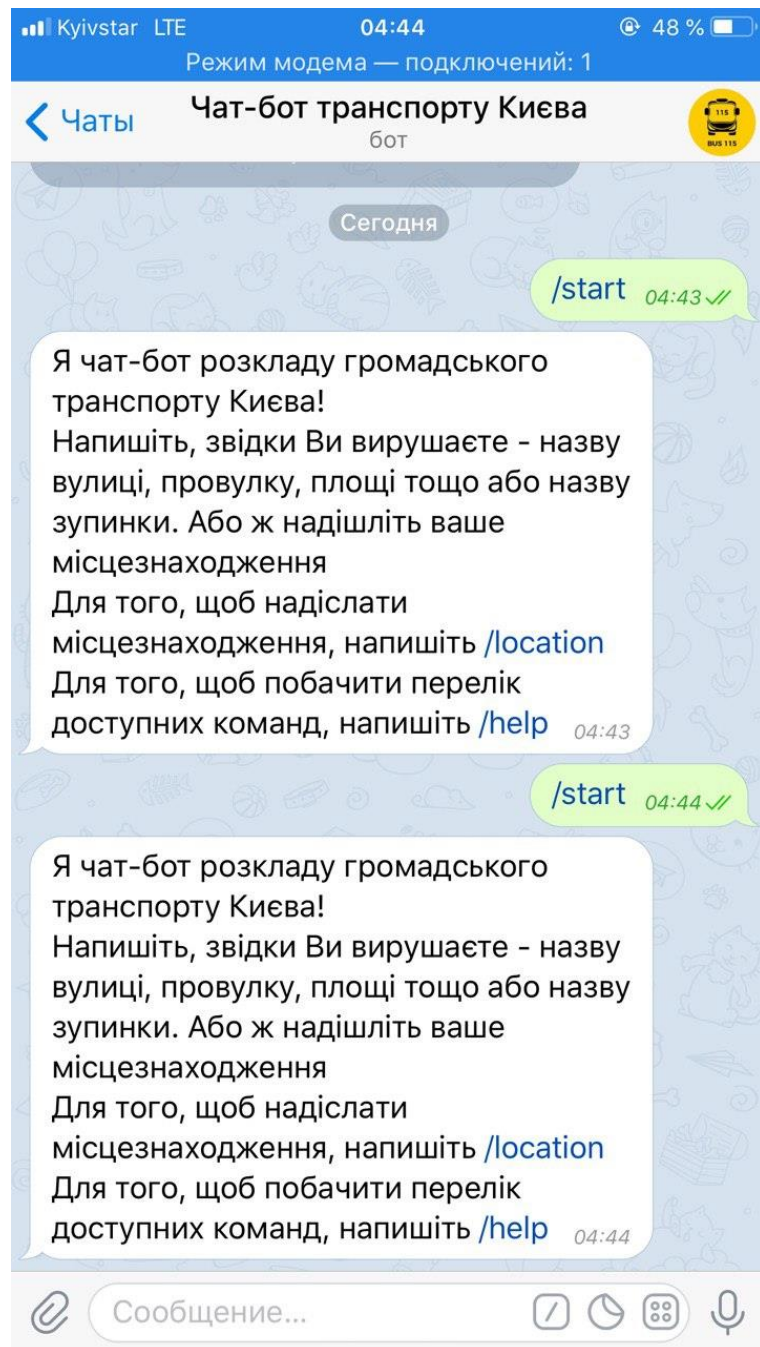 Kyivstar LTE 04:44 48 %
Режим модема — подключений: 1
Чаты
Чат-бот транспорту Києва
бот
115
BUS 115
Сегодня
/start 04:43
Я чат-бот розкладу громадського
транспорту Києва!
Напишіть, звідки Ви вирушаєте - назву
вулиці, провулку, площі тощо або назву
зупинки. Або ж надішліть ваше
місцезнаходження
Для того, щоб надіслати
місцезнаходження, напишіть /location
Для того, щоб побачити перелік
доступних команд, напишіть /help 04:43
/start 04:44
Я чат-бот розкладу громадського
транспорту Києва!
Напишіть, звідки Ви вирушаєте - назву
вулиці, провулку, площі тощо або назву
зупинки. Або ж надішліть ваше
місцезнаходження
Для того, щоб надіслати
місцезнаходження, напишіть /location
Для того, щоб побачити перелік
доступних команд, напишіть /help 04:44
Сообщение...